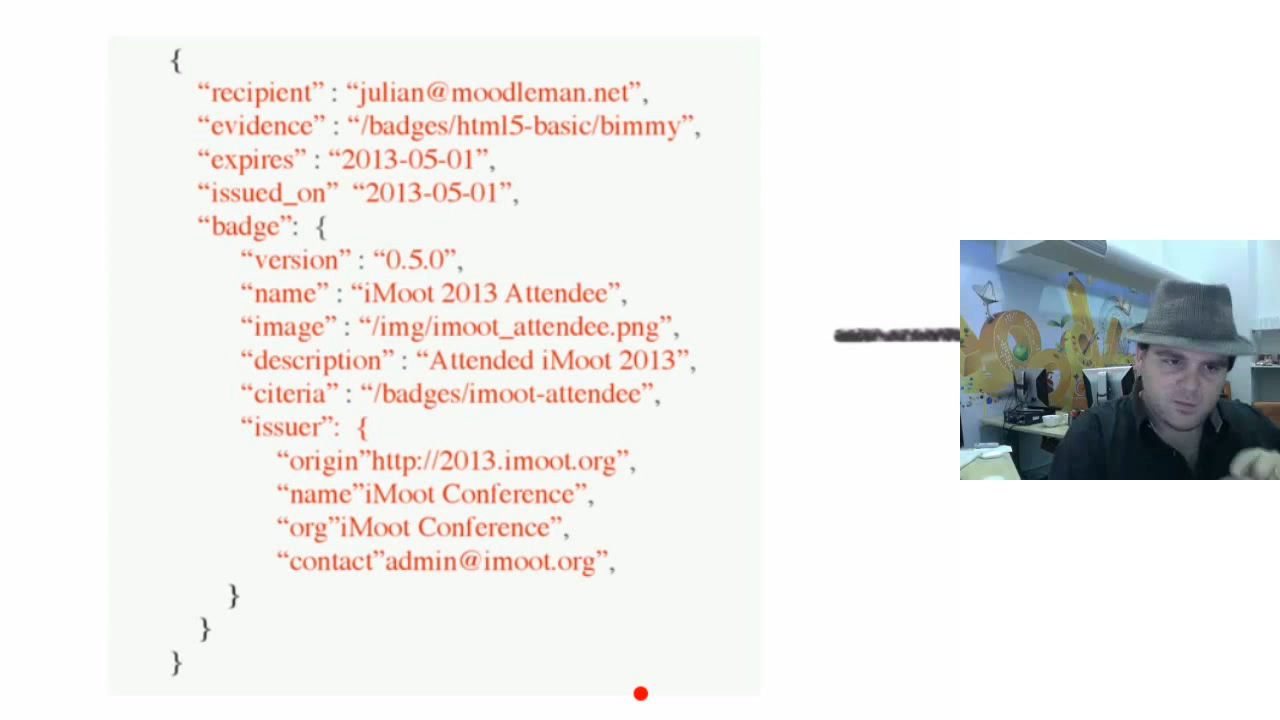 {
“recipient” : “julian@moodleman.net”,
“evidence” : “/badges/html5-basic/bimmy”,
“expires” : “2013-05-01”,
“issued_on” “2013-05-01”,
“badge”: {
“version” : “0.5.0”,
“name” : “iMoot 2013 Attendee”,
“image” : “/img/imoot_attendee.png”,
“description” : “Attended iMoot 2013”,
“citeria” : “/badges/imoot-attendee”,
“issuer”: {
“origin”http://2013.imoot.org”,
“name”iMoot Conference”,
“org”iMoot Conference”,
“contact”admin@imoot.org”,
}
}
}